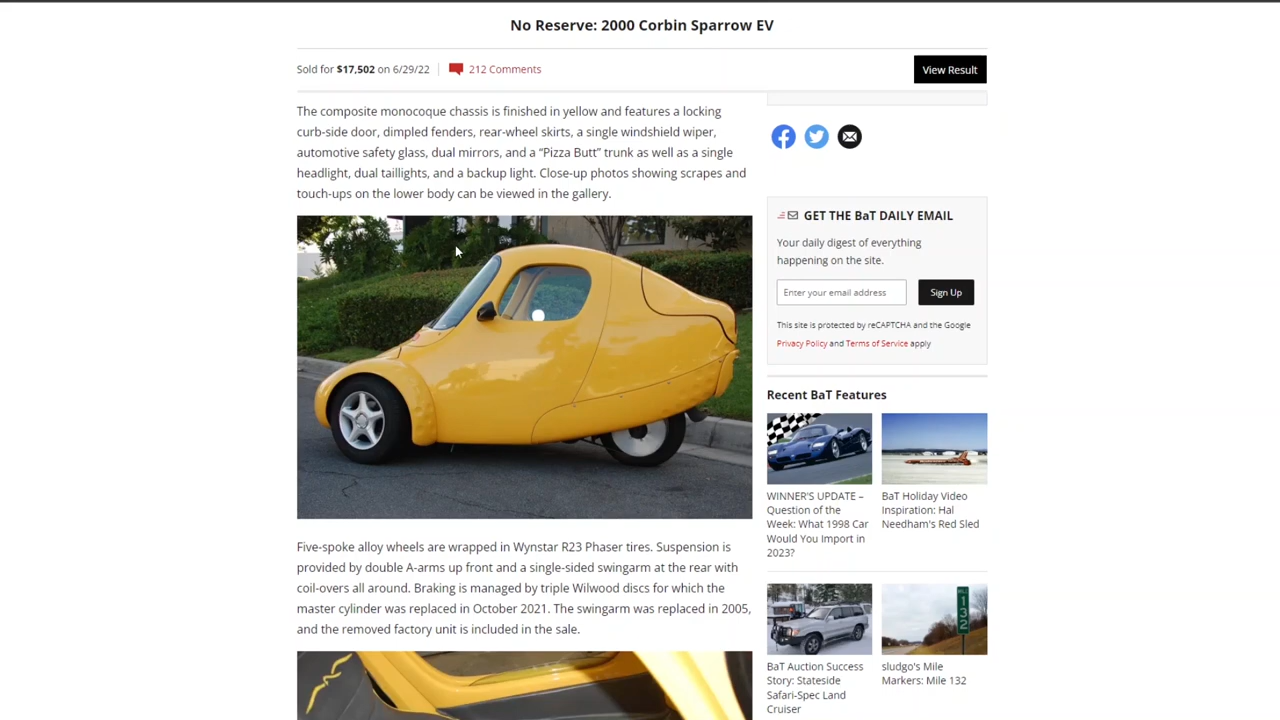 No Reserve: 2000 Corbin Sparrow EV
Sold for $17,502 on 6/29/22
212 Comments
View Result
The composite monocoque chassis is finished in yellow and features a locking
curb-side door, dimpled fenders, rear-wheel skirts, a single windshield wiper,
automotive safety glass, dual mirrors, and a “Pizza Butt” trunk as well as a single
headlight, dual taillights, and a backup light. Close-up photos showing scrapes and
touch-ups on the lower body can be viewed in the gallery.
Five-spoke alloy wheels are wrapped in Wynstar R23 Phaser tires. Suspension is
provided by double A-arms up front and a single-sided swingarm at the rear with
coil-overs all around. Braking is managed by triple Wilwood discs for which the
master cylinder was replaced in October 2021. The swingarm was replaced in 2005,
and the removed factory unit is included in the sale.
GET THE BaT DAILY EMAIL
Your daily digest of everything
happening on the site.
Enter your email address
Sign Up
This site is protected by reCAPTCHA and the Google
Privacy Policy and Terms of Service apply
Recent BaT Features
WINNER'S UPDATE –
Question of the
Week: What 1998 Car
Would You Import in
2023?
BaT Holiday Video
Inspiration: Hal
Needham's Red Sled
MILE
132
BaT Auction Success
Story: Stateside
Safari-Spec Land
Cruiser
sludgo's Mile
Markers: Mile 132